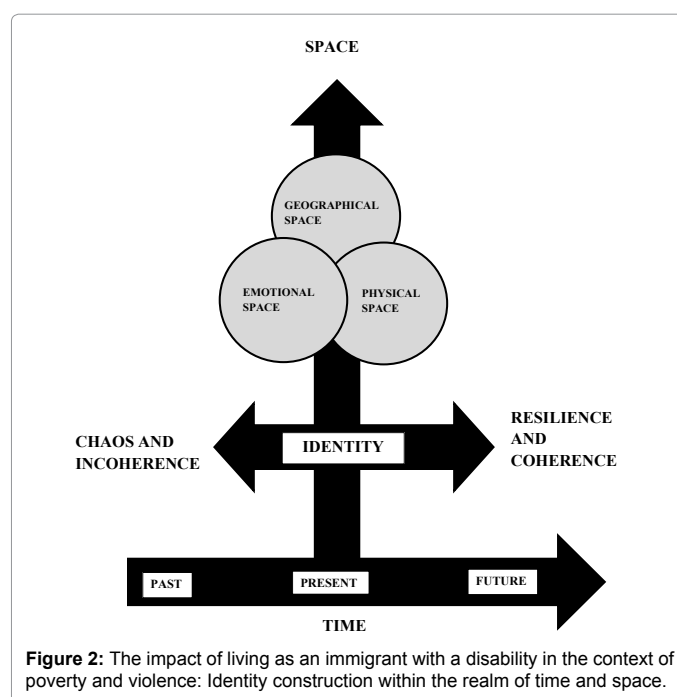 SPACE
GEOGRAPHICAL
SPACE
EMOTIONAL
SPACE
PHYSICAL
SPACE
CHAOS AND
INCOHERENCE
IDENTITY
RESILIENCE
AND
COHERENCE
PAST
PRESENT
FUTURE
TIME
Figure 2: The impact of living as an immigrant with a disability in the context of
poverty and violence: Identity construction within the realm of time and space.